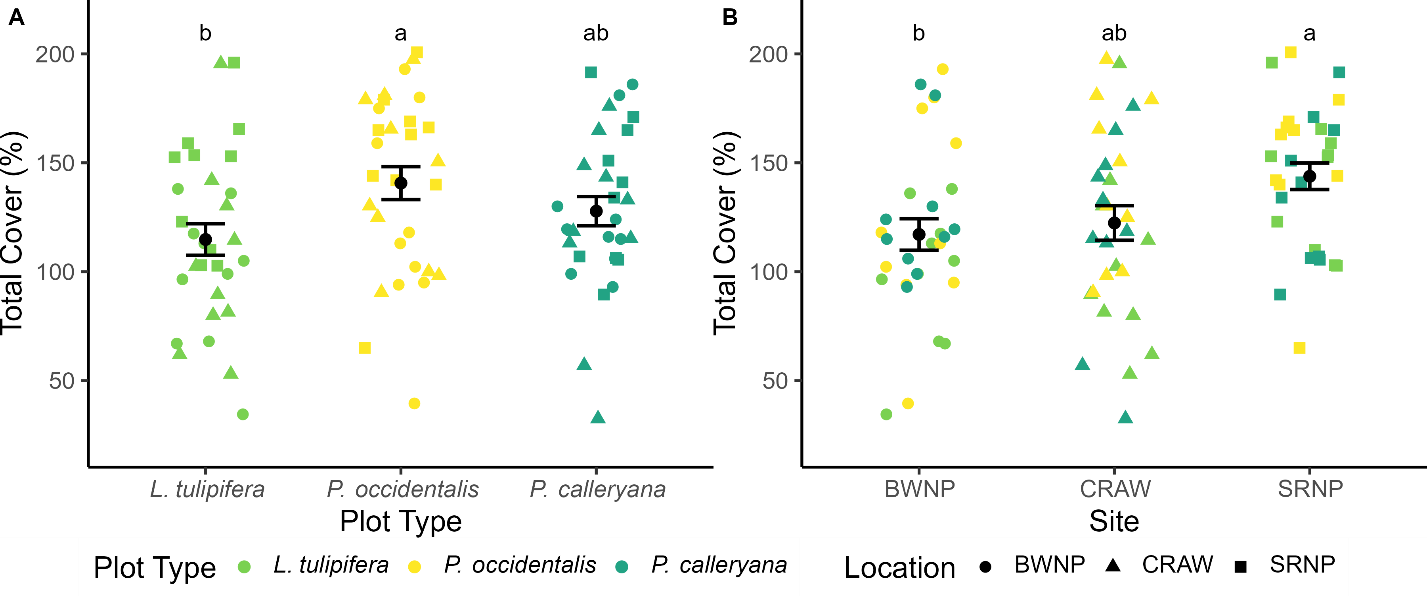 A
b a ab
200
150
100
50
Total Cover (%)
L. tulipifera P. occidentalis P. calleryana
Plot Type
B
b ab a
200
150
100
50
Total Cover (%)
BWNP CRAW SRNP
Site
Plot Type L. tulipifera P. occidentalis P. calleryana
Location BWNP CRAW SRNP